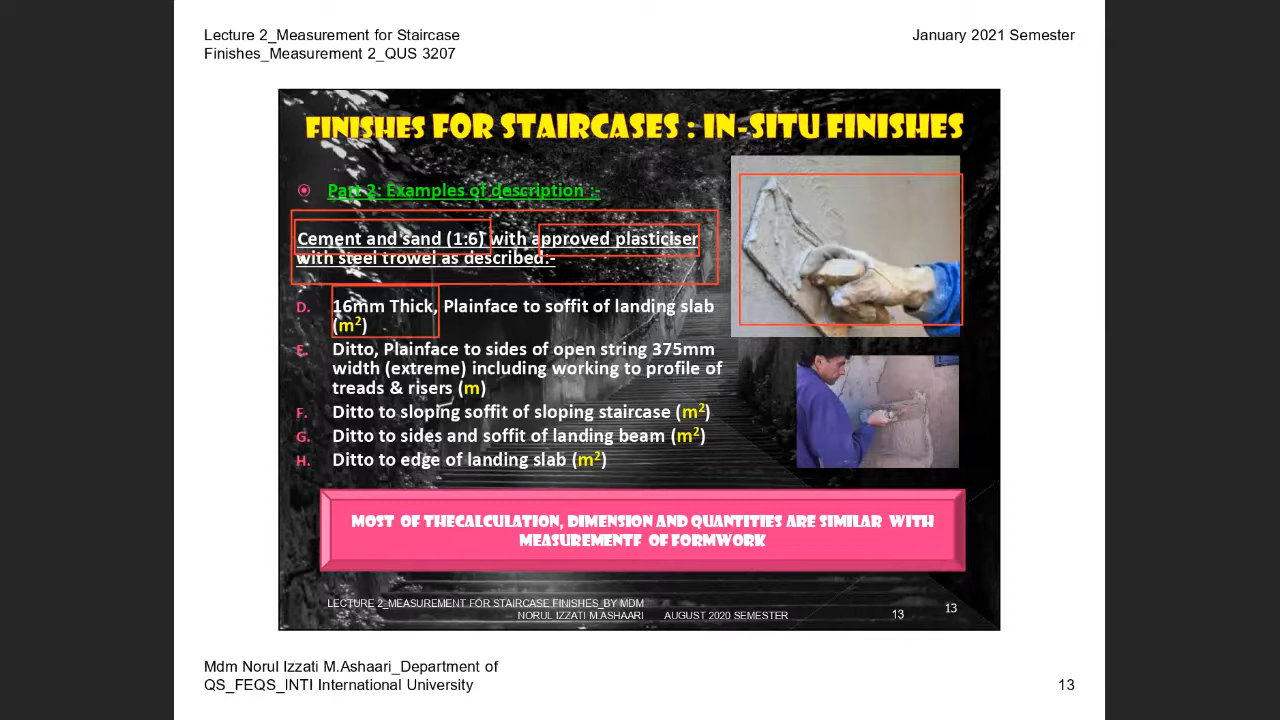 Lecture 2_Measurement for Staircase
Finishes_Measurement 2_QUS 3207
January 2021 Semester
FINISHES FOR STAIRCASES : IN-SITU FINISHES
Part 2: Examples of description :-
Cement and sand (1:6) with approved plasticiser
with steel trowel as described:-
D. 16mm Thick, Plainface to soffit of landing slab
(m²)
E. Ditto, Plainface to sides of open string 375mm
width (extreme) including working to profile of
treads & risers (m)
F. Ditto to sloping soffit of sloping staircase (m²)
G. Ditto to sides and soffit of landing beam (m²)
H. Ditto to edge of landing slab (m²)
MOST OF THECALCULATION, DIMENSION AND QUANTITIES ARE SIMILAR WITH
MEASUREMENTF OF FORMWORK
LECTURE 2_MEASUREMENT FOR STAIRCASE FINISHES_BY MDM
NORUL IZZATI M.ASHAARI
AUGUST 2020 SEMESTER
13
13
Mdm Norul Izzati M.Ashaari_Department of
QS_FEQS_INTI International University
13